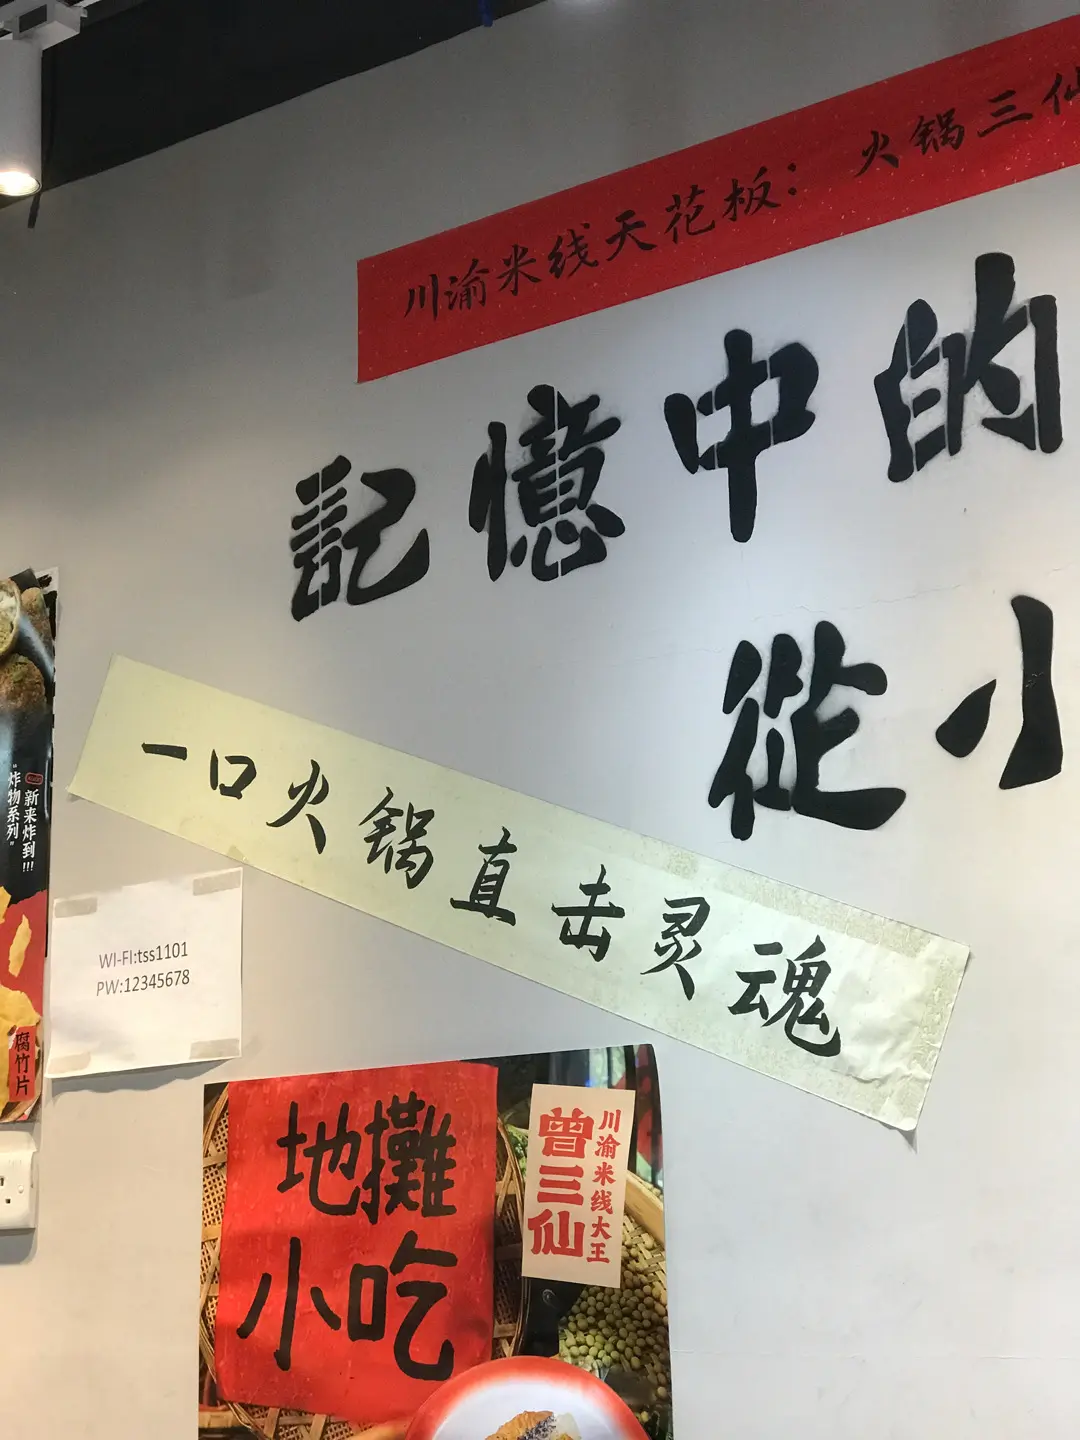 川渝米线天花板：火锅三仙
記憶中的
從小
一口火锅直击灵魂
"炸物系列"
新来炸到!!!
腐竹片
WI-FI:tss1101
PW:12345678
地攤
小吃
曾三仙
川渝米线大王